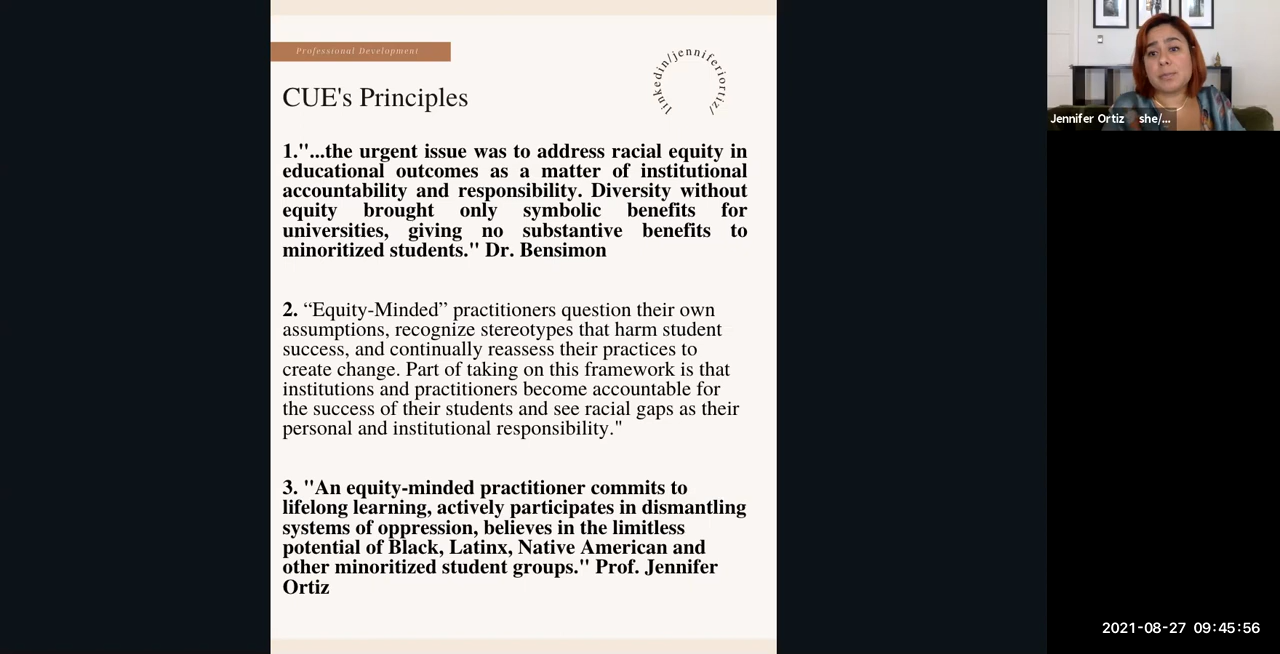 Professional Development
linkedin/jenniferiortiz/
CUE's Principles
1."...the urgent issue was to address racial equity in
educational outcomes as a matter of institutional
accountability and responsibility. Diversity without
equity brought only symbolic benefits for
universities, giving no substantive benefits to
minoritized students." Dr. Bensimon
2. “Equity-Minded” practitioners question their own
assumptions, recognize stereotypes that harm student
success, and continually reassess their practices to
create change. Part of taking on this framework is that
institutions and practitioners become accountable for
the success of their students and see racial gaps as their
personal and institutional responsibility."
3. "An equity-minded practitioner commits to
lifelong learning, actively participates in dismantling
systems of oppression, believes in the limitless
potential of Black, Latinx, Native American and
other minoritized student groups." Prof. Jennifer
Ortiz
Jennifer Ortiz she/...
2021-08-27 09:45:56